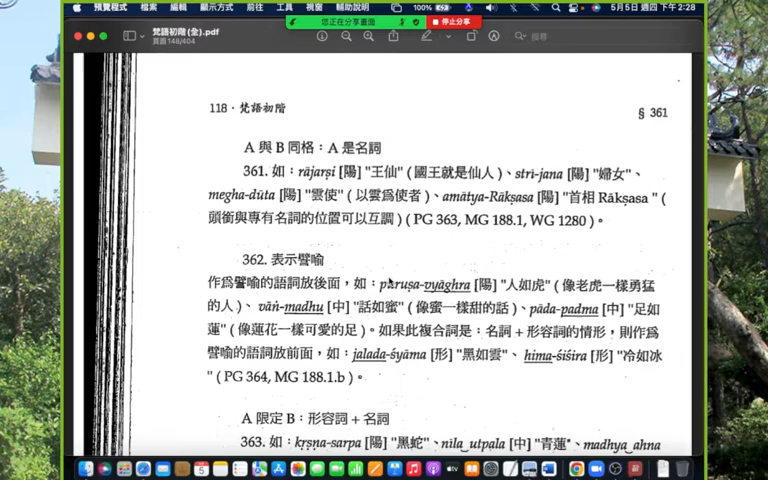 預覽程式 檔案 編輯 顯示方式 前往 工具 視窗 輔助說明 100% 5月5日 週四 下午 2:28
您正在分享畫面 停止分享
梵語初階(全).pdf
頁面148/404
搜尋
118 · 梵語初階 § 361
A 與 B 同格：A 是名詞
361. 如：rājarṣi [陽] "王仙" ( 國王就是仙人 )、strī-jana [陽] "婦女"、
megha-dūta [陽] "雲使" ( 以雲爲使者 )、amātya-Rākṣasa [陽] "首相 Rākṣasa " (
頭銜與專有名詞的位置可以互調 ) ( PG 363, MG 188.1, WG 1280 )。
362. 表示譬喻
作爲譬喻的語詞放後面，如：puruṣa-vyāghra [陽] "人如虎" ( 像老虎一樣勇猛
的人 )、 vāṅ-madhu [中] "話如蜜" ( 像蜜一樣甜的話 )、pāda-padma [中] "足如
蓮" ( 像蓮花一樣可愛的足 )。如果此複合詞是：名詞 + 形容詞的情形，則作爲
譬喻的語詞放前面，如：jalada-śyāma [形] "黑如雲"、 hima-śiśira [形] "冷如冰
" ( PG 364, MG 188.1.b )。
A 限定 B：形容詞 + 名詞
363. 如：kṛṣṇa-sarpa [陽] "黑蛇"、nīla_utpala [中] "青蓮"、madhya_ahna